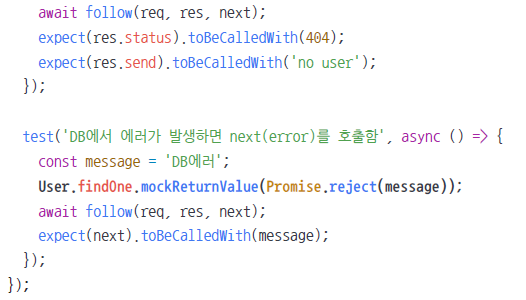 await follow(req, res, next);
    expect(res.status).toBeCalledWith(404);
    expect(res.send).toBeCalledWith('no user');
  });

  test('DB에서 에러가 발생하면 next(error)를 호출함', async () => {
    const message = 'DB에러';
    User.findOne.mockReturnValue(Promise.reject(message));
    await follow(req, res, next);
    expect(next).toBeCalledWith(message);
  });
});